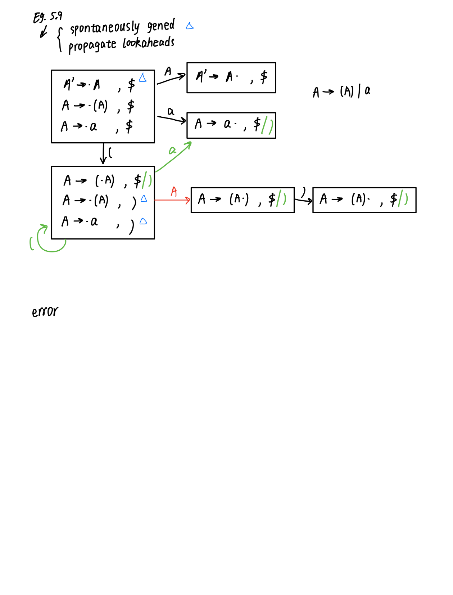 Eg. 5.9
spontaneously gened △
propagate lookaheads
A' → ·A , $ △
A → ·(A) , $
A → ·a , $
A
A' → A· , $
a
A → a· , $/)
A → (A) | a
(
a
A → (·A) , $/)
A → ·(A) , ) △
A → ·a , ) △
(
A
A → (A·) , $/)
)
A → (A)· , $/)
error